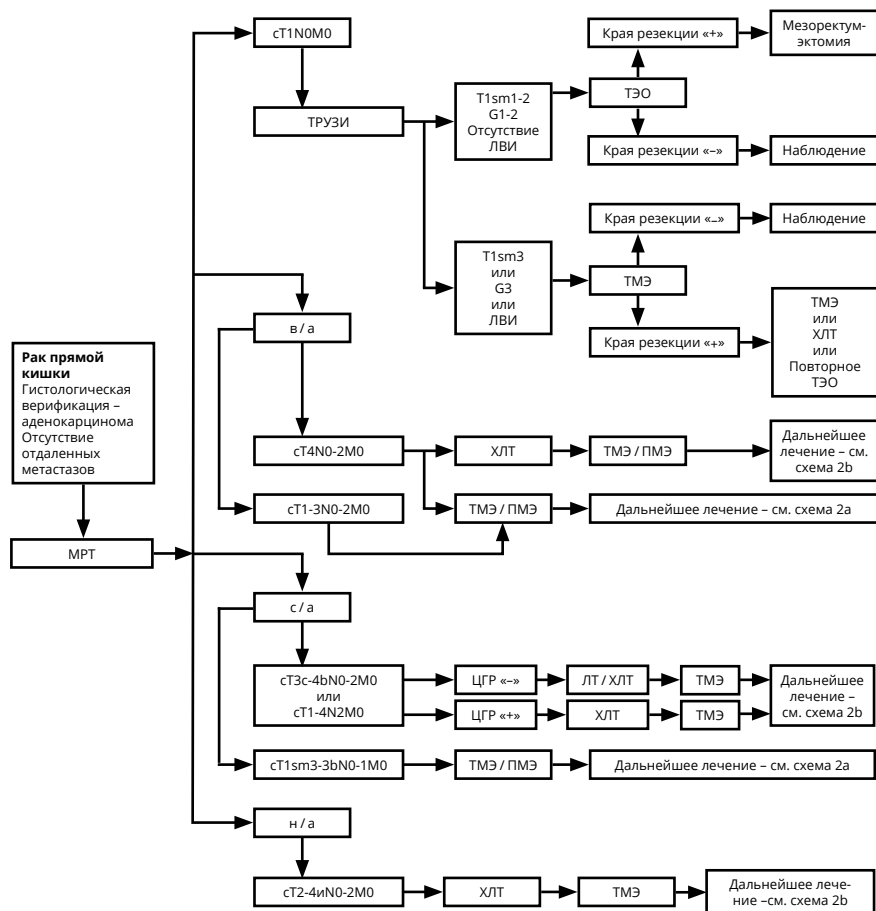 cT1N0M0
Края резекции «+»
Мезоректум-
эктомия
ТРУЗИ
T1sm1-2
G1-2
Отсутствие
ЛВИ
ТЭО
Края резекции «–»
Наблюдение
Края резекции «–»
Наблюдение
T1sm3
или
G3
или
ЛВИ
ТМЭ
Края резекции «+»
ТМЭ
или
ХЛТ
или
Повторное
ТЭО
в / а
Рак прямой
кишки
Гистологическая
верификация –
аденокарцинома
Отсутствие
отдаленных
метастазов
МРТ
cT4N0-2M0
ХЛТ
ТМЭ / ПМЭ
Дальнейшее
лечение – см.
схема 2b
cT1-3N0-2M0
ТМЭ / ПМЭ
Дальнейшее лечение – см. схема 2a
с / а
cT3c-4bN0-2M0
или
cT1-4N2M0
ЦГР «–»
ЛТ / ХЛТ
ТМЭ
ЦГР «+»
ХЛТ
ТМЭ
Дальнейшее
лечение –
см. схема 2b
cT1sm3-3bN0-1M0
ТМЭ / ПМЭ
Дальнейшее лечение – см. схема 2a
н / а
cT2-4иN0-2M0
ХЛТ
ТМЭ
Дальнейшее лече-
ние –см. схема 2b